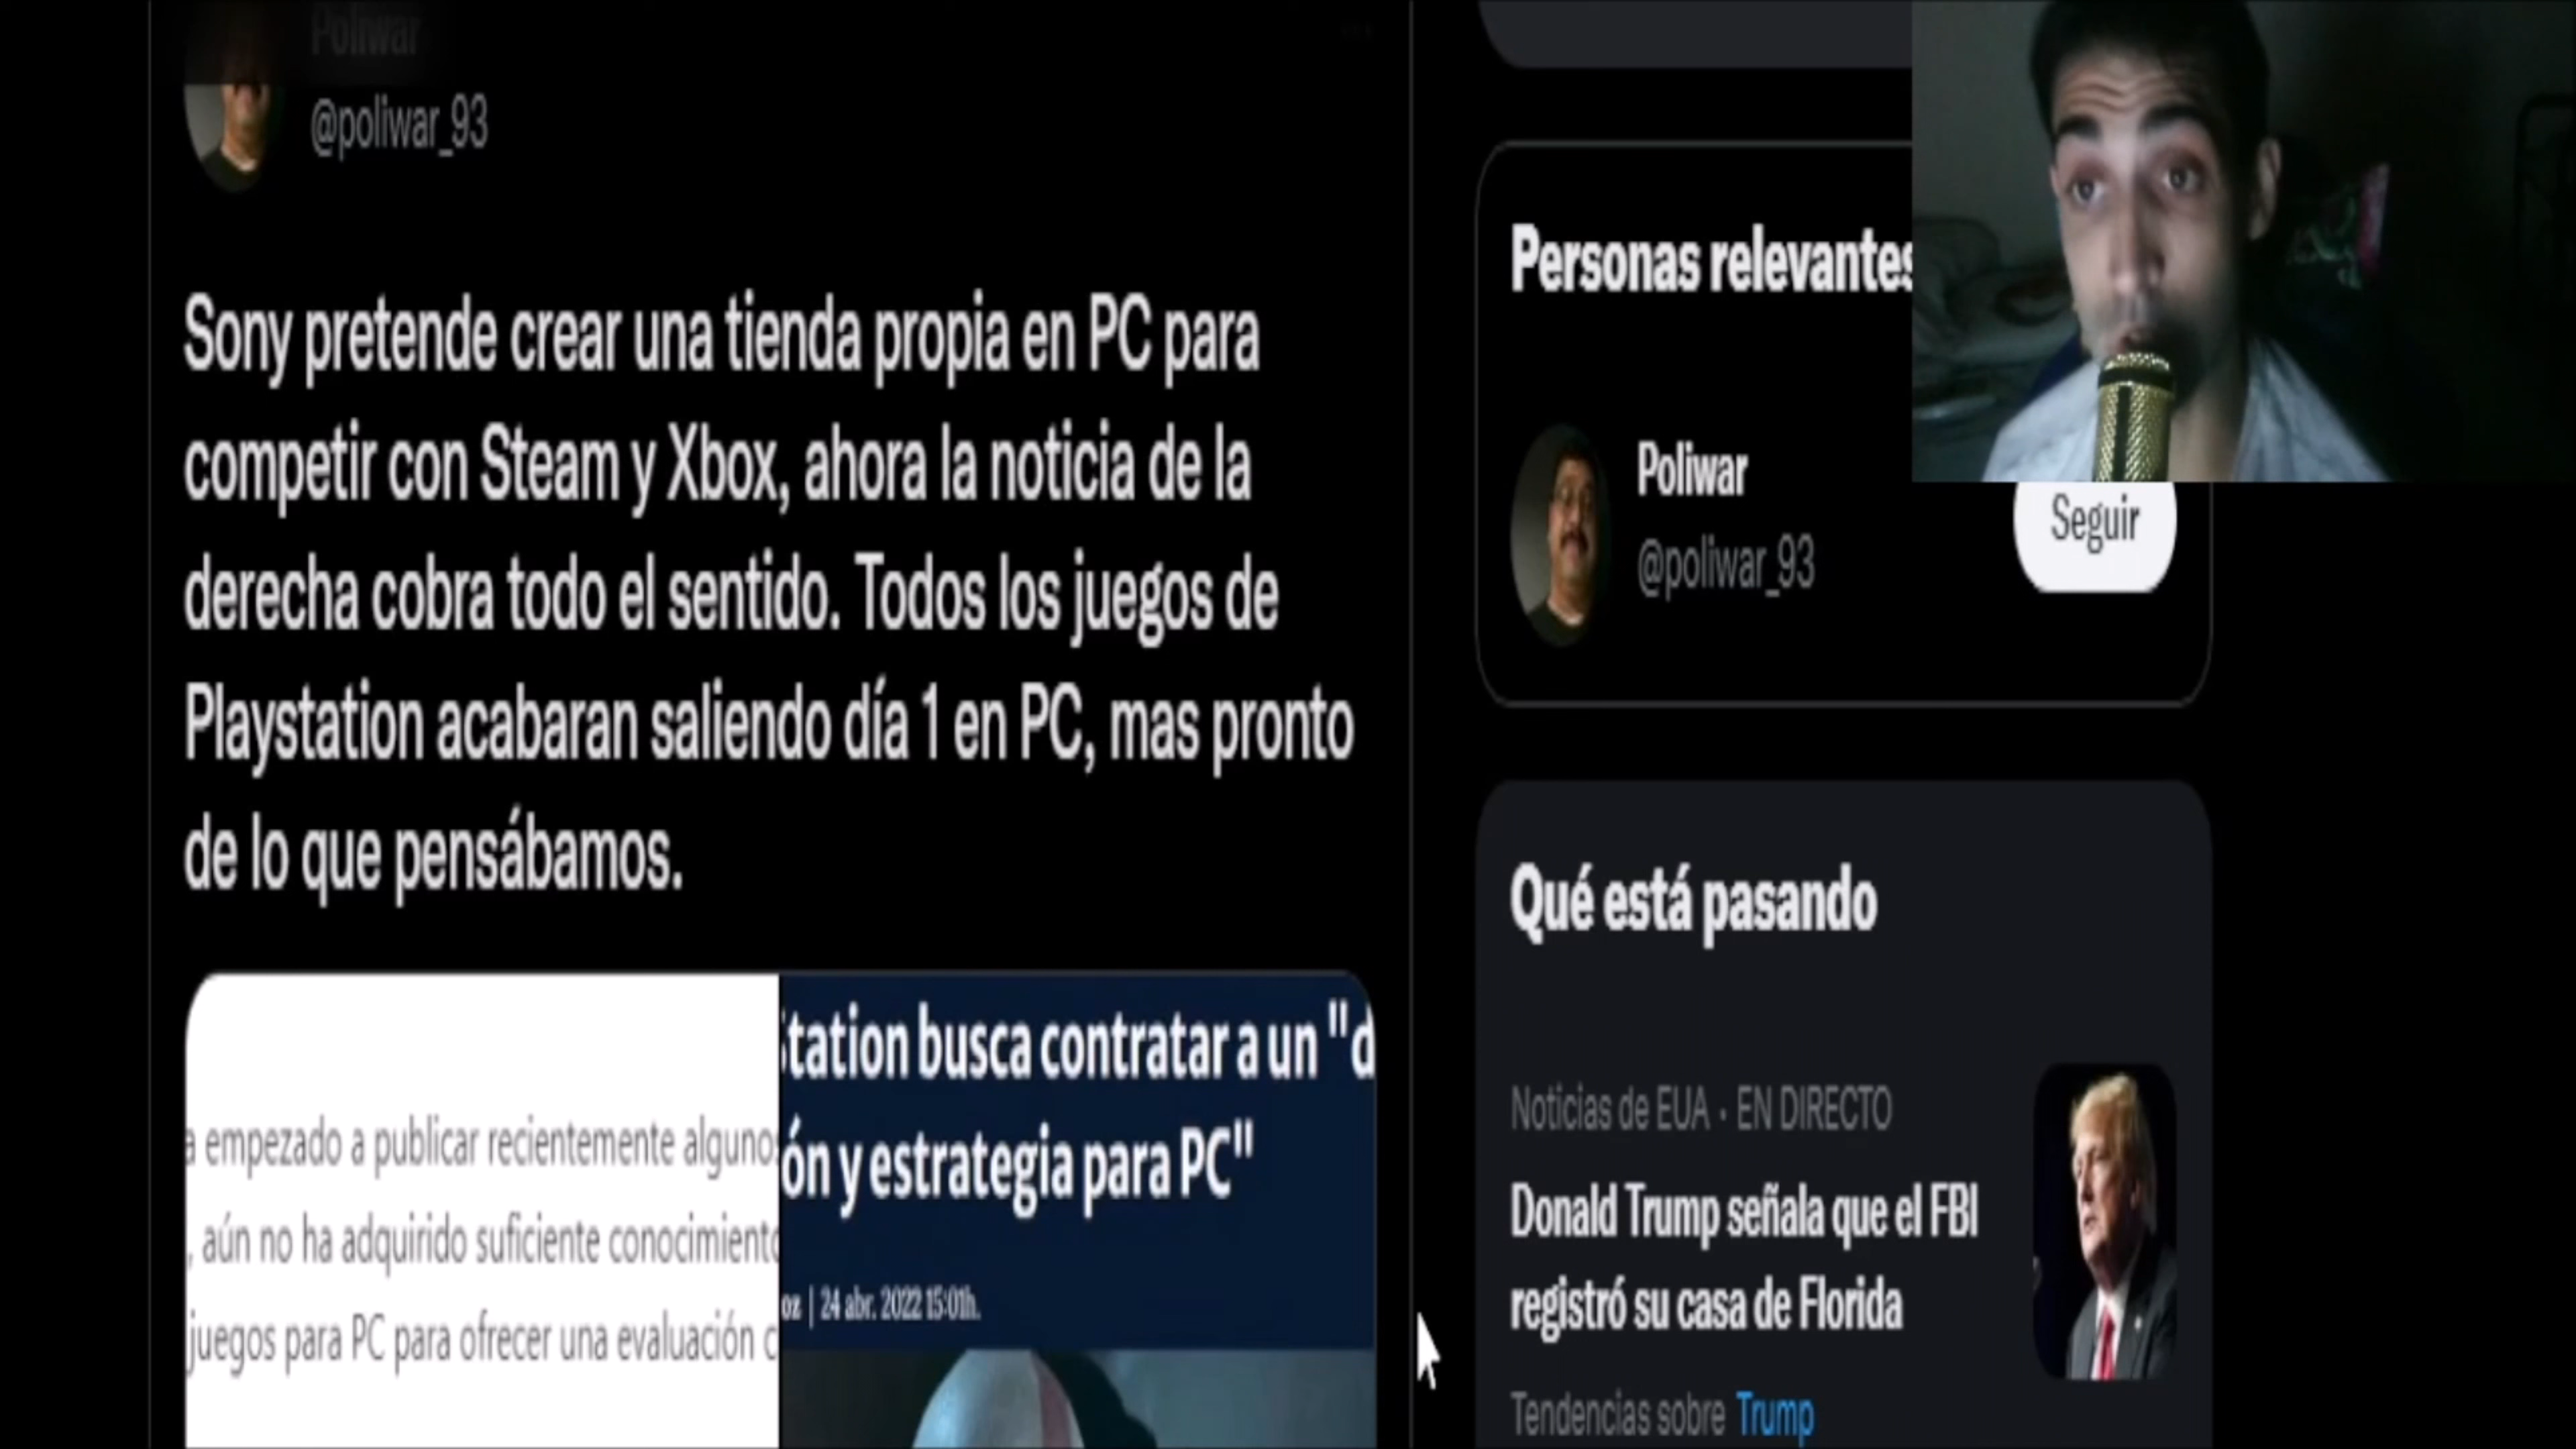 Poliwar
@poliwar_93
Sony pretende crear una tienda propia en PC para
competir con Steam y Xbox, ahora la noticia de la
derecha cobra todo el sentido. Todos los juegos de
Playstation acabaran saliendo día 1 en PC, mas pronto
de lo que pensábamos.
a empezado a publicar recientemente algunos
, aún no ha adquirido suficiente conocimiento
juegos para PC para ofrecer una evaluación c
Station busca contratar a un "d
ón y estrategia para PC"
oz | 24 abr. 2022 15:01h.
Personas relevantes
Poliwar
@poliwar_93
Seguir
Qué está pasando
Noticias de EUA · EN DIRECTO
Donald Trump señala que el FBI
registró su casa de Florida
Tendencias sobre Trump